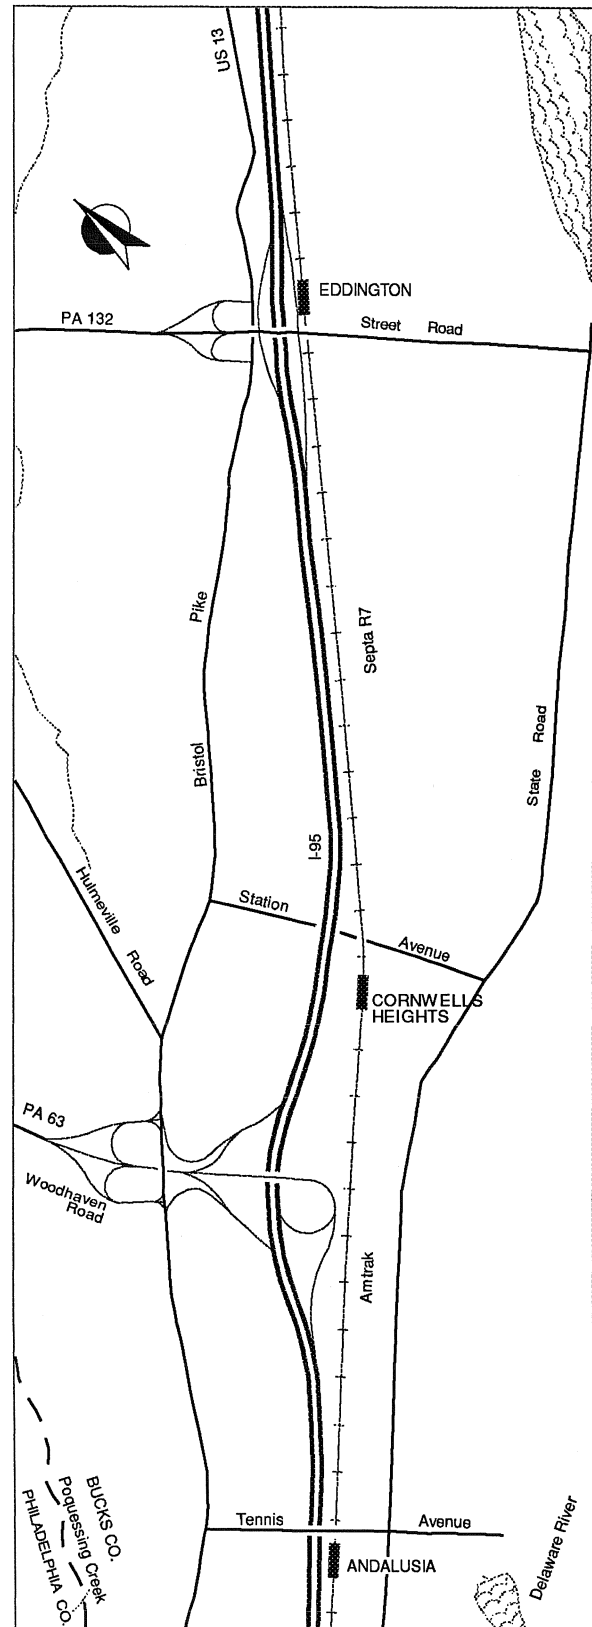 US 13
EDDINGTON
PA 132
Street Road
Pike
Septa R7
Bristol
State Road
I-95
Hulmeville
Road
Station
Avenue
CORNWELLS
HEIGHTS
PA 63
Woodhaven
Road
Amtrak
BUCKS CO.
Poquessing Creek
PHILADELPHIA CO.
Tennis Avenue
ANDALUSIA
Delaware River